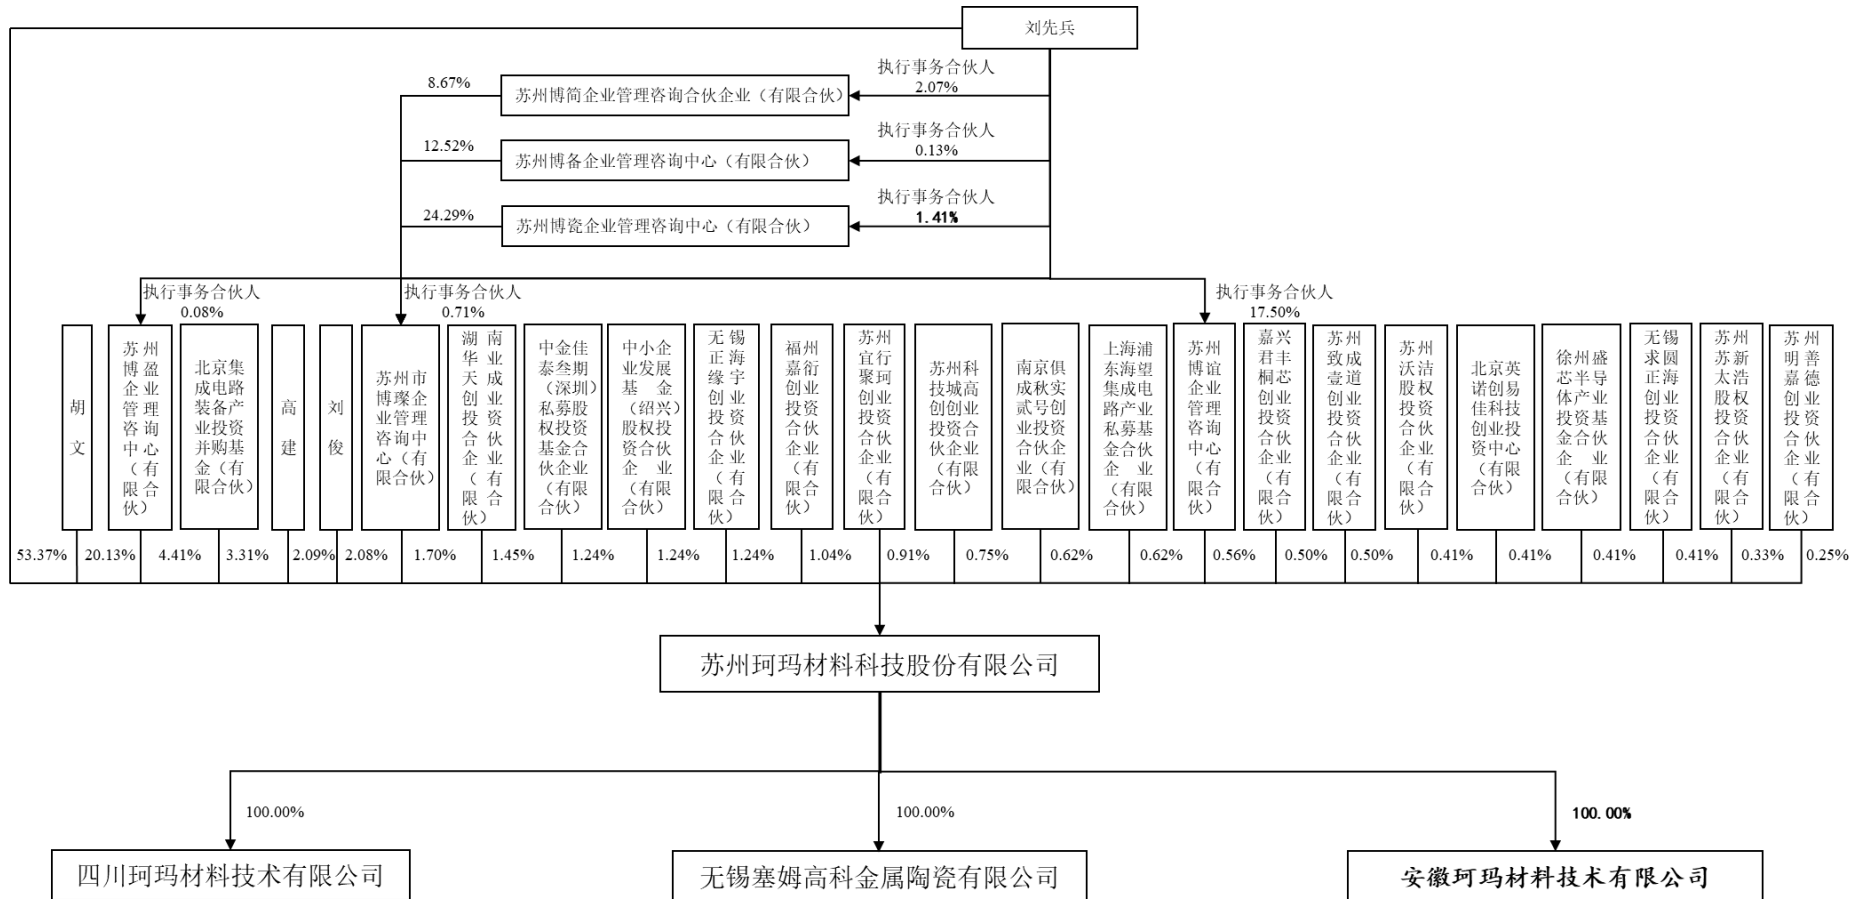 刘先兵
执行事务合伙人
2.07%
8.67%
苏州博简企业管理咨询合伙企业（有限合伙）
执行事务合伙人
0.13%
12.52%
苏州博备企业管理咨询中心（有限合伙）
执行事务合伙人
1.41%
24.29%
苏州博瓷企业管理咨询中心（有限合伙）
执行事务合伙人
0.08%
执行事务合伙人
0.71%
执行事务合伙人
17.50%
胡
文
苏州
博盈
企业
管理
咨询
中心
（有
限合
伙）
北京集
成电路
装备产
业投资
并购基
金（有
限合伙）
高
建
刘
俊
苏州市
博璨企
业管理
咨询中
心（有
限合伙）
湖南
华业
天成
创业
投资
合伙
企业
（有
限合
伙）
中金佳
泰叁期
（深圳）
私募股
权投资
基金合
伙企业
（有限
合伙）
中小企
业发展
基金
（绍兴）
股权投
资合伙
企业
（有限
合伙）
无锡
正海
缘宇
创业
投资
合伙
企业
（有
限合
伙）
福州
嘉衍
创业
投资
合伙
企业
（有
限合
伙）
苏州
宜行
聚珂
创业
投资
合伙
企业
（有
限合
伙）
苏州科
技城高
创创业
投资合
伙企业
（有限
合伙）
南京俱
成秋实
贰号创
业投资
合伙企
业（有
限合伙）
上海浦
东海望
集成电
路产业
私募基
金合伙
企业
（有限
合伙）
苏州
博谊
企业
管理
咨询
中心
（有
限合
伙）
嘉兴
君丰
桐芯
创业
投资
合伙
企业
（有
限合
伙）
苏州
致成
壹道
创业
投资
合伙
企业
（有
限合
伙）
苏州
沃洁
股权
投资
合伙
企业
（有
限合
伙）
北京英
诺创易
佳科技
创业投
资中心
（有限
合伙）
徐州盛
芯半导
体产业
投资基
金合伙
企业
（有限
合伙）
无锡
求圆
正海
创业
投资
合伙
企业
（有
限合
伙）
苏州
苏新
太浩
股权
投资
合伙
企业
（有
限合
伙）
苏州
明善
嘉德
创业
投资
合伙
企业
（有
限合
伙）
53.37%
20.13%
4.41%
3.31%
2.09%
2.08%
1.70%
1.45%
1.24%
1.24%
1.24%
1.04%
0.91%
0.75%
0.62%
0.62%
0.56%
0.50%
0.50%
0.41%
0.41%
0.41%
0.41%
0.33%
0.25%
苏州珂玛材料科技股份有限公司
100.00%
100.00%
100.00%
四川珂玛材料技术有限公司
无锡塞姆高科金属陶瓷有限公司
安徽珂玛材料技术有限公司